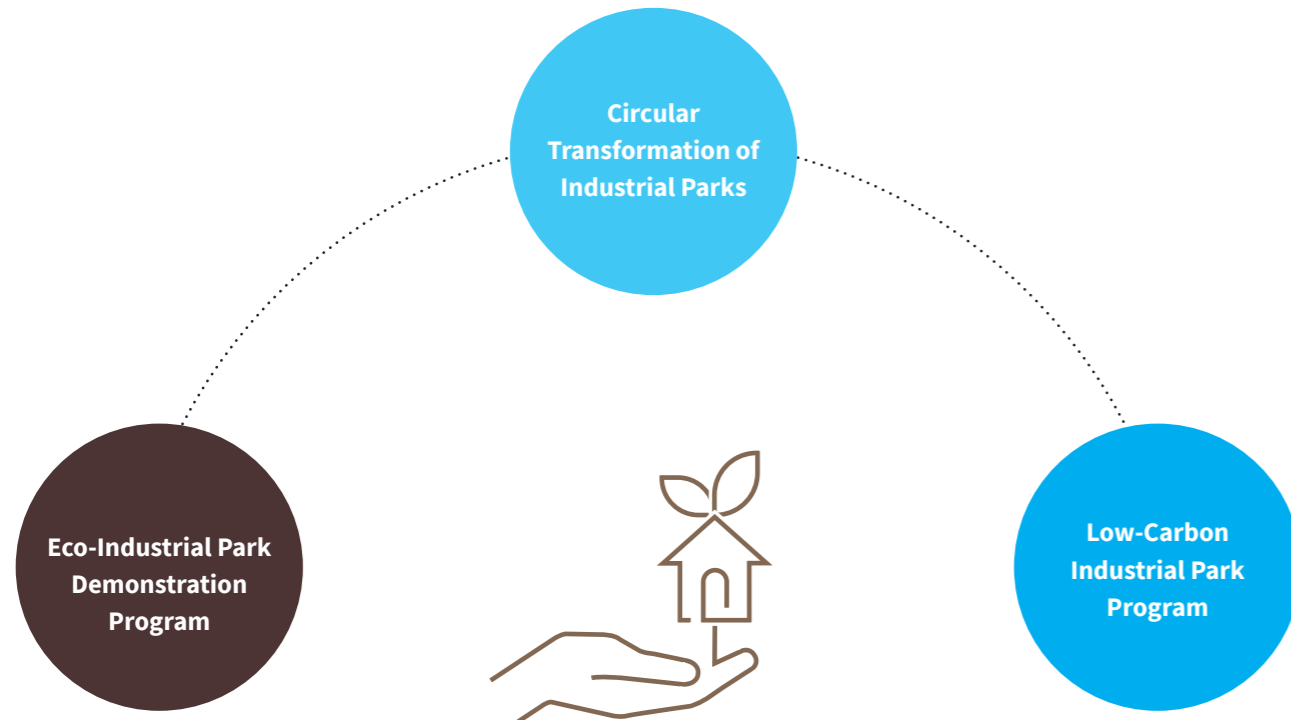 Circular
Transformation of
Industrial Parks
Eco-Industrial Park
Demonstration
Program
Low-Carbon
Industrial Park
Program